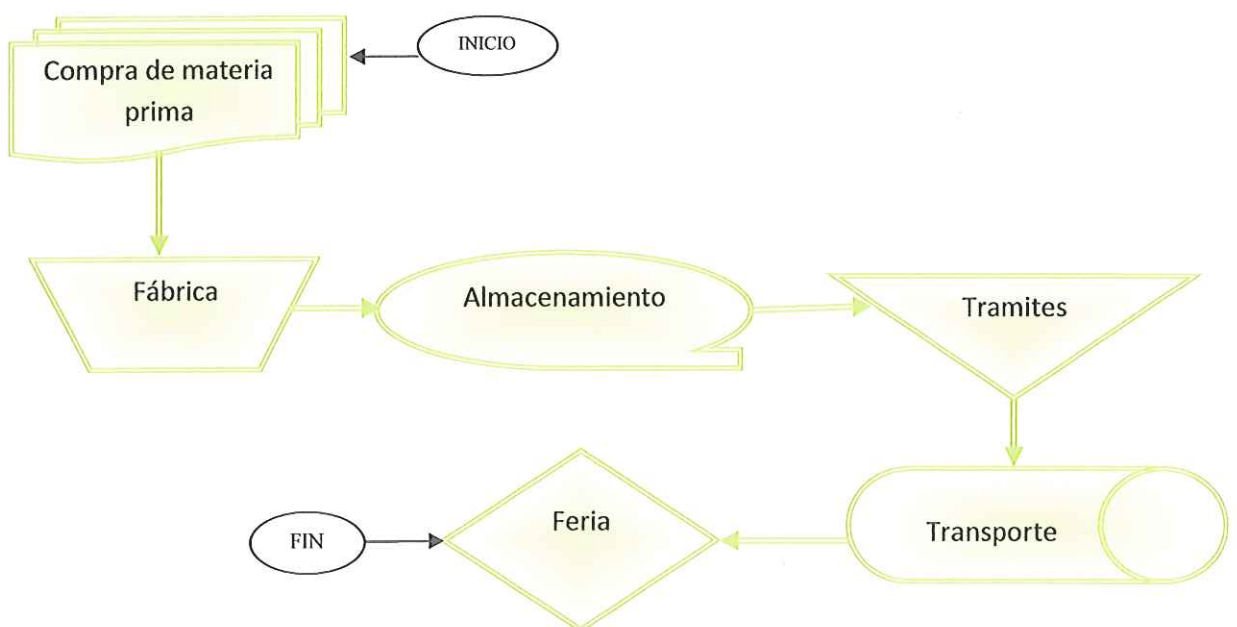 INICIO
Compra de materia
prima
Fábrica
Almacenamiento
Tramites
Transporte
Feria
FIN